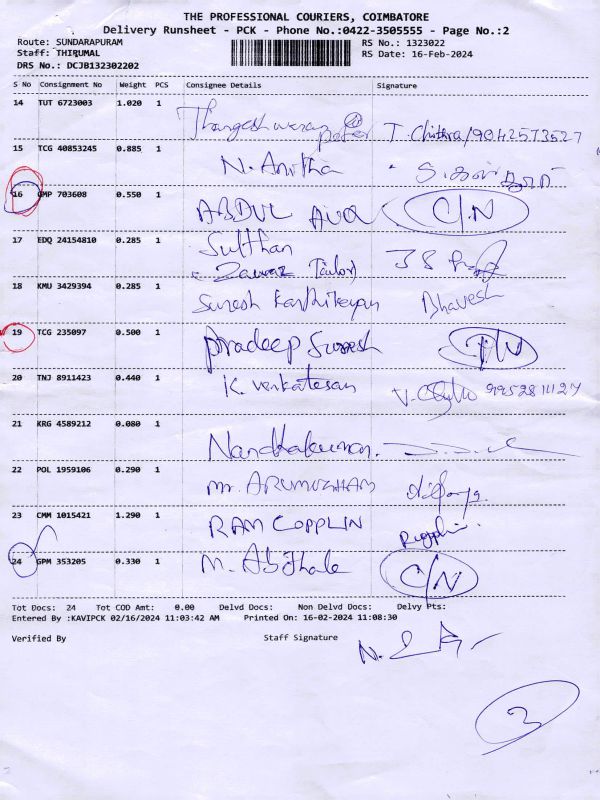 THE PROFESSIONAL COURIERS, COIMBATORE
Delivery Runsheet - PCK - Phone No.:0422-3505555 - Page No.:2
Route: SUNDARAPURAM RS No.: 1323022
Staff: THIRUMAL RS Date: 16-Feb-2024
DRS No.: DCJB132302202
S No Consignment No Weight PCS Consignee Details Signature
14 TUT 6723003 1.020 1 T. Chithra/9042573527
15 TCG 40853245 0.885 1 N. Anitha
16 GMP 703608 0.550 1 ABDUL C/N
17 EDQ 24154810 0.285 1 Sulthan
Tailor)
18 KMU 3429394 0.285 1 Suresh Karthikeyan Bhavesh
19 TCG 235097 0.500 1 Pradeep Suresh
20 TNJ 8911423 0.440 1 K. Venkatesan
21 KRG 4589212 0.080 1 Nandhakumar.
22 POL 1959106 0.290 1 Mr. ARUMUGHAM
23 CMM 1015421 1.290 1 RAM COPPLIN
24 GPM 353205 0.330 1 C/N
Tot Docs: 24 Tot COD Amt: 0.00 Delvd Docs: Non Delvd Docs: Delvy Pts:
Entered By :KAVIPCK 02/16/2024 11:03:42 AM Printed On: 16-02-2024 11:08:30
Verified By Staff Signature
3